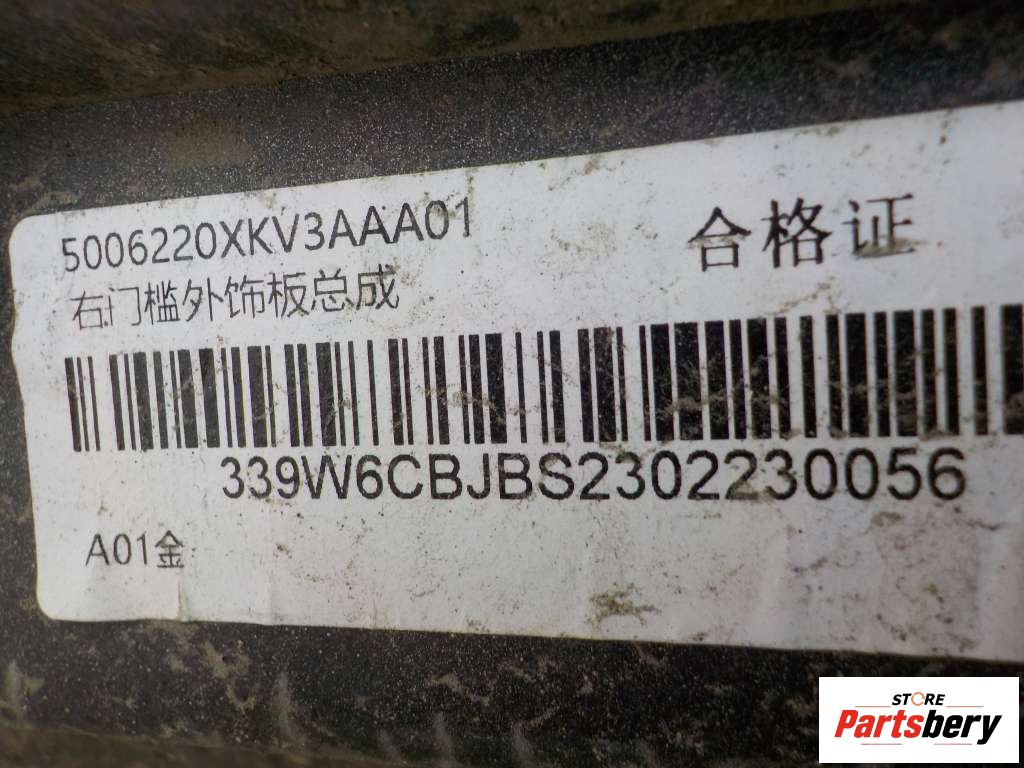 5006220XKV3AAA01
合格证
右门槛外饰板总成
339W6CBJBS2302230056
A01金
STORE
Partsbery